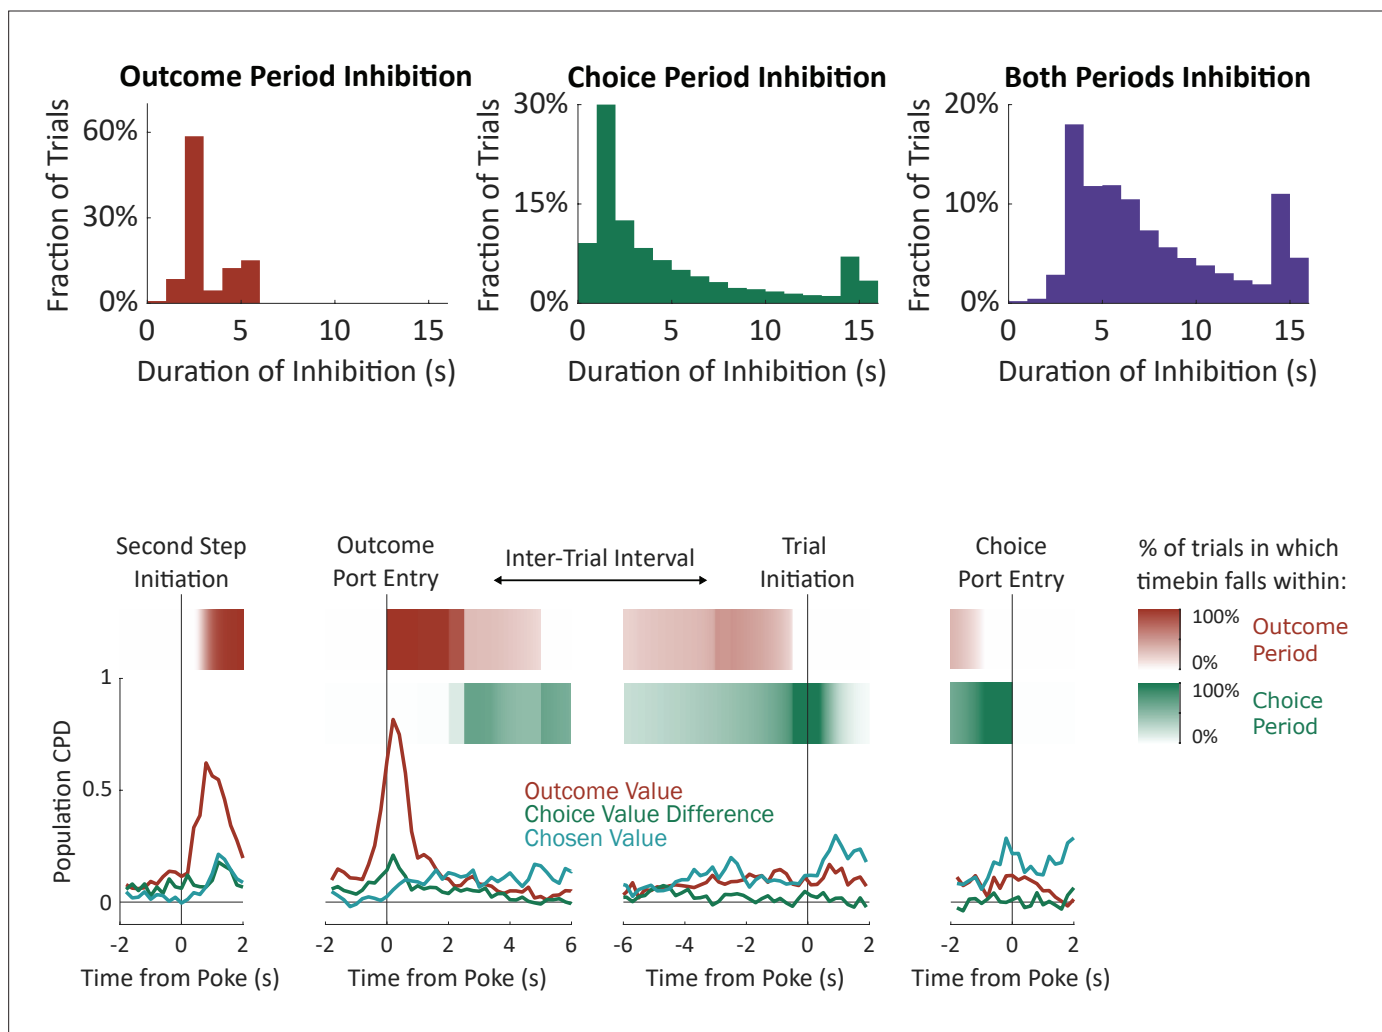 Outcome Period Inhibition
Fraction of Trials
60%
30%
0%
0
5
10
15
Duration of Inhibition (s)
Choice Period Inhibition
Fraction of Trials
30%
15%
0%
0
5
10
15
Duration of Inhibition (s)
Both Periods Inhibition
Fraction of Trials
20%
10%
0%
0
5
10
15
Duration of Inhibition (s)
Second Step
Initiation
Outcome
Port Entry
Inter-Trial Interval
Trial
Initiation
Choice
Port Entry
% of trials in which
timebin falls within:
100%
0%
Outcome
Period
100%
0%
Choice
Period
Population CPD
1
0.5
0
Outcome Value
Choice Value Difference
Chosen Value
-2
0
2
Time from Poke (s)
-2
0
2
4
6
Time from Poke (s)
-6
-4
-2
0
2
Time from Poke (s)
-2
0
2
Time from Poke (s)